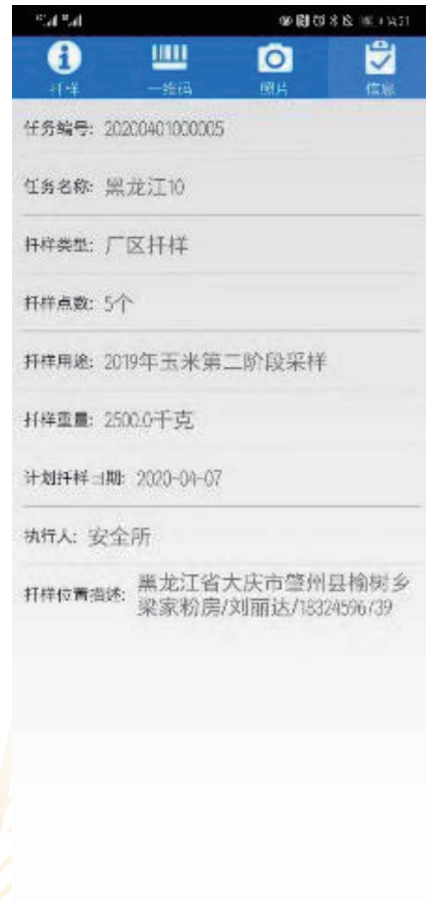 14:21
扦样 一维码 照片 信息
任务编号: 20200401000005
任务名称: 黑龙江10
扦样类型: 厂区扦样
扦样点数: 5个
扦样用途: 2019年玉米第二阶段采样
扦样重量: 2500.0千克
计划扦样日期: 2020-04-07
执行人: 安全所
扦样位置描述: 黑龙江省大庆市肇州县榆树乡
梁家粉房/刘丽达/18324596739